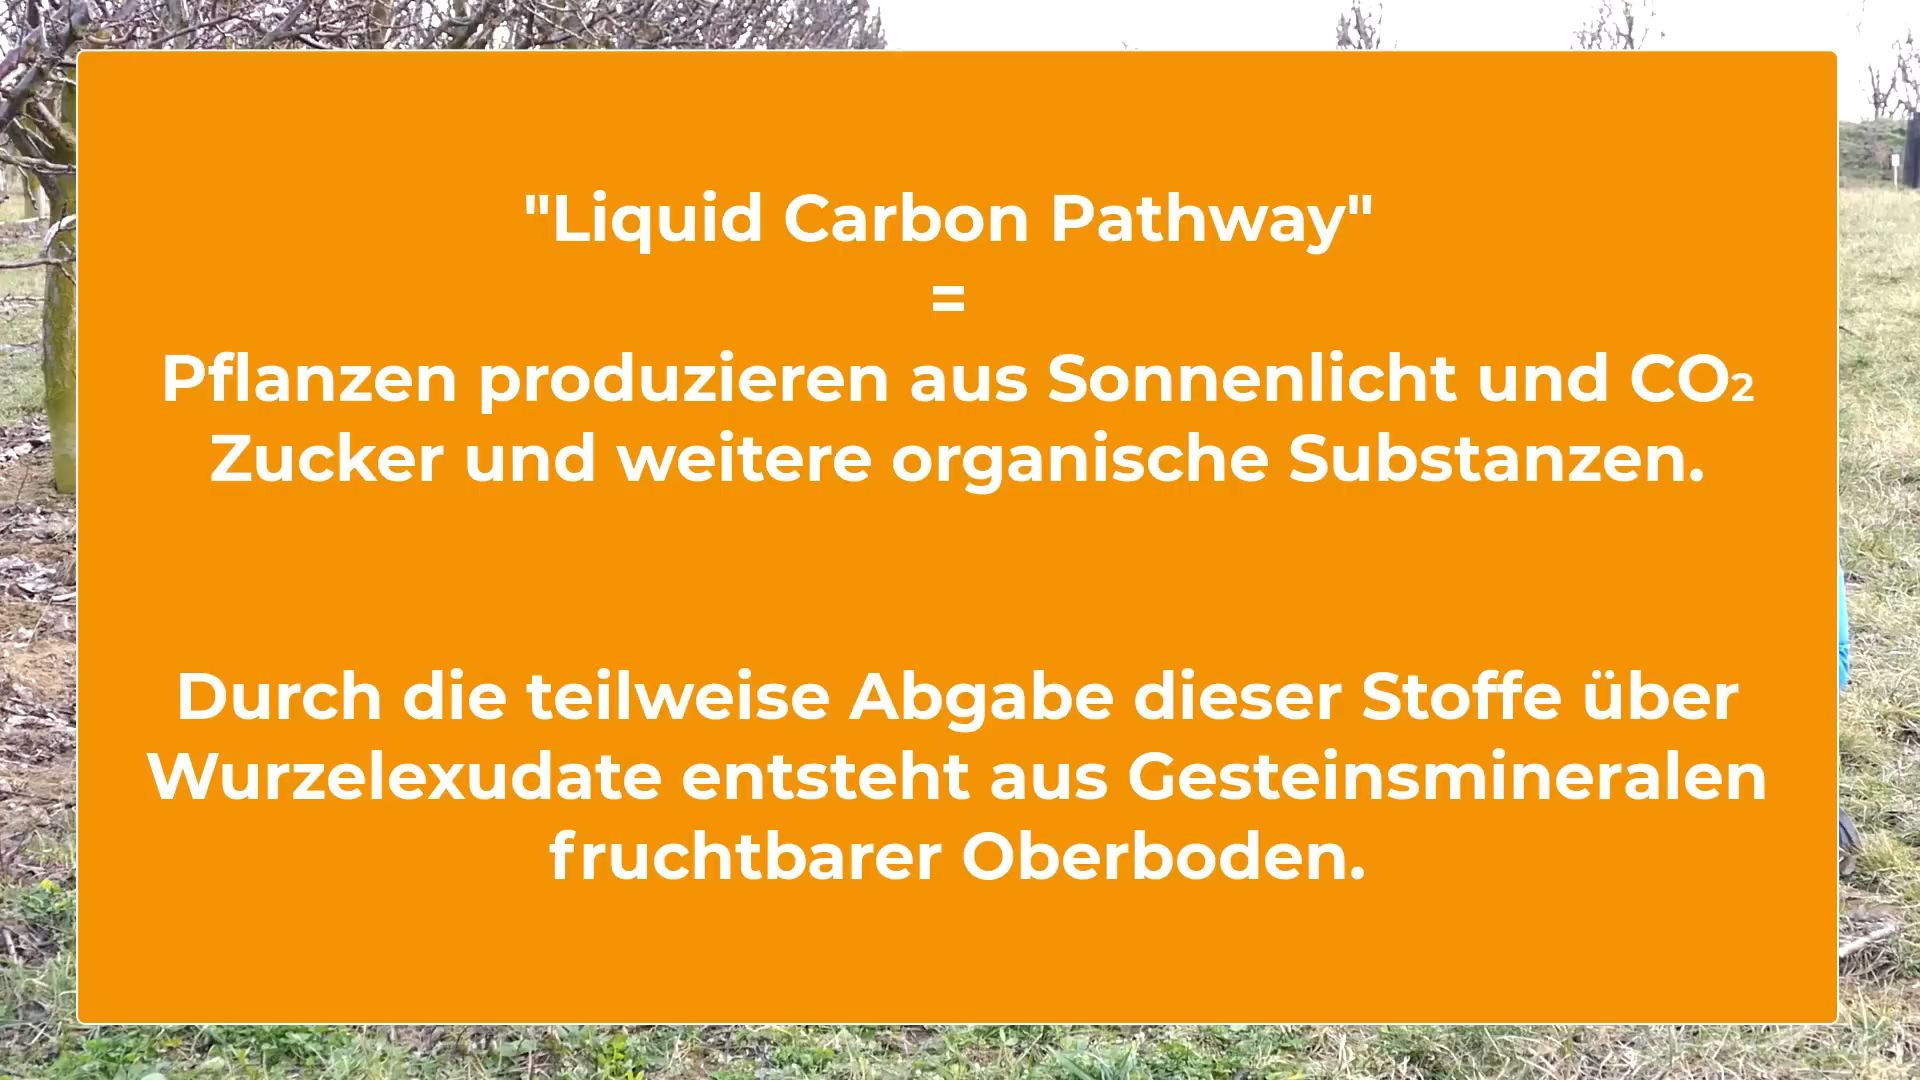 "Liquid Carbon Pathway"
=
Pflanzen produzieren aus Sonnenlicht und CO₂
Zucker und weitere organische Substanzen.
Durch die teilweise Abgabe dieser Stoffe über
Wurzelexudate entsteht aus Gesteinsmineralen
fruchtbarer Oberboden.